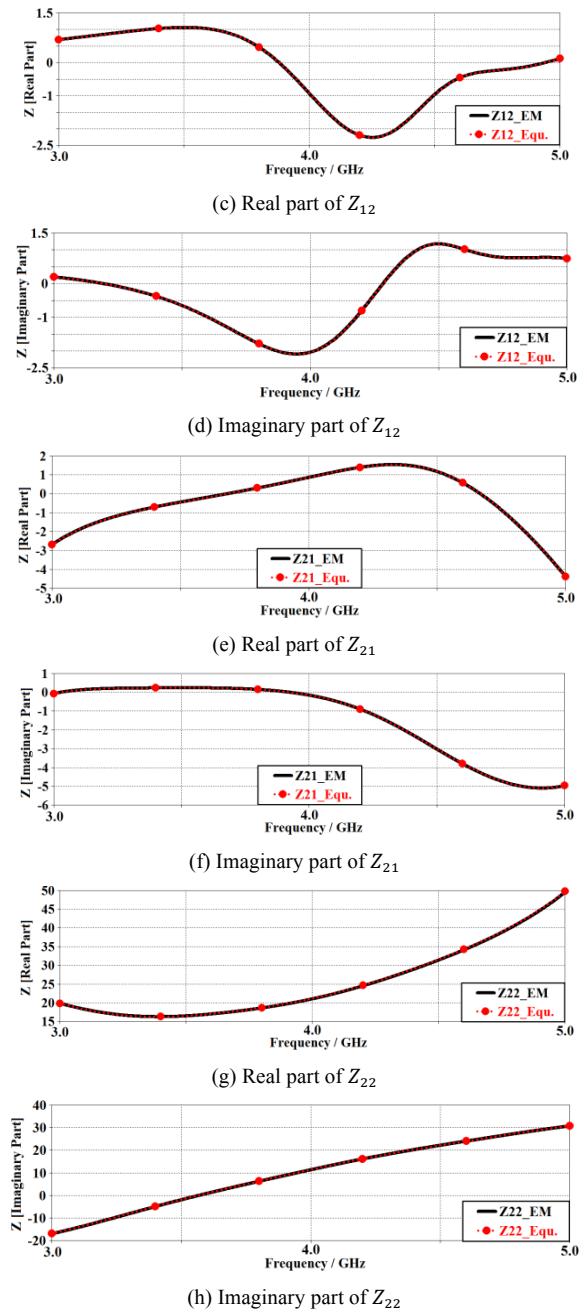 Z [Real Part]
1.5
0
-1
-2.5
3.0 4.0 5.0
Frequency / GHz
Z12_EM
Z12_Equ.
(c) Real part of Z12
Z [Imaginary Part]
1.5
0
-1
-2.5
3.0 4.0 5.0
Frequency / GHz
Z12_EM
Z12_Equ.
(d) Imaginary part of Z12
Z [Real Part]
2
1
0
-1
-2
-3
-4
-5
3.0 4.0 5.0
Frequency / GHz
Z21_EM
Z21_Equ.
(e) Real part of Z21
Z [Imaginary Part]
1
0
-1
-2
-3
-4
-5
-6
3.0 4.0 5.0
Frequency / GHz
Z21_EM
Z21_Equ.
(f) Imaginary part of Z21
Z [Real Part]
50
45
40
35
30
25
20
15
3.0 4.0 5.0
Frequency / GHz
Z22_EM
Z22_Equ.
(g) Real part of Z22
Z [Imaginary Part]
40
30
20
10
0
-10
-20
3.0 4.0 5.0
Frequency / GHz
Z22_EM
Z22_Equ.
(h) Imaginary part of Z22